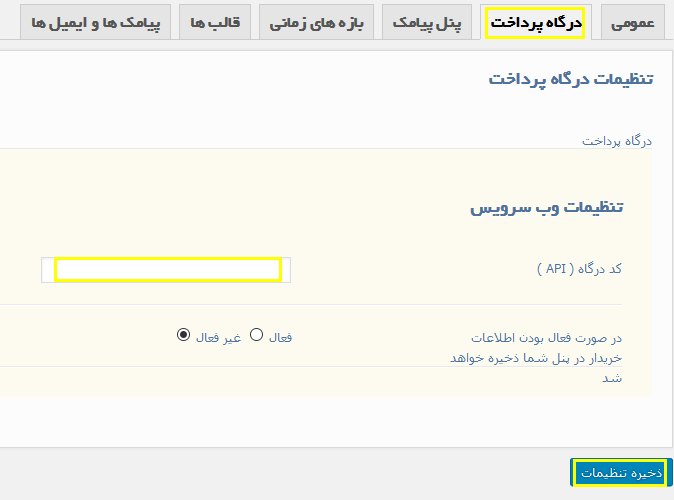 عمومی درگاه پرداخت پنل پیامک بازه های زمانی قالب ها پیامک ها و ایمیل ها
تنظیمات درگاه پرداخت
درگاه پرداخت
تنظیمات وب سرویس
کد درگاه ( API )
در صورت فعال بودن اطلاعات
خریدار در پنل شما ذخیره خواهد
شد
فعال غیر فعال
ذخیره تنظیمات